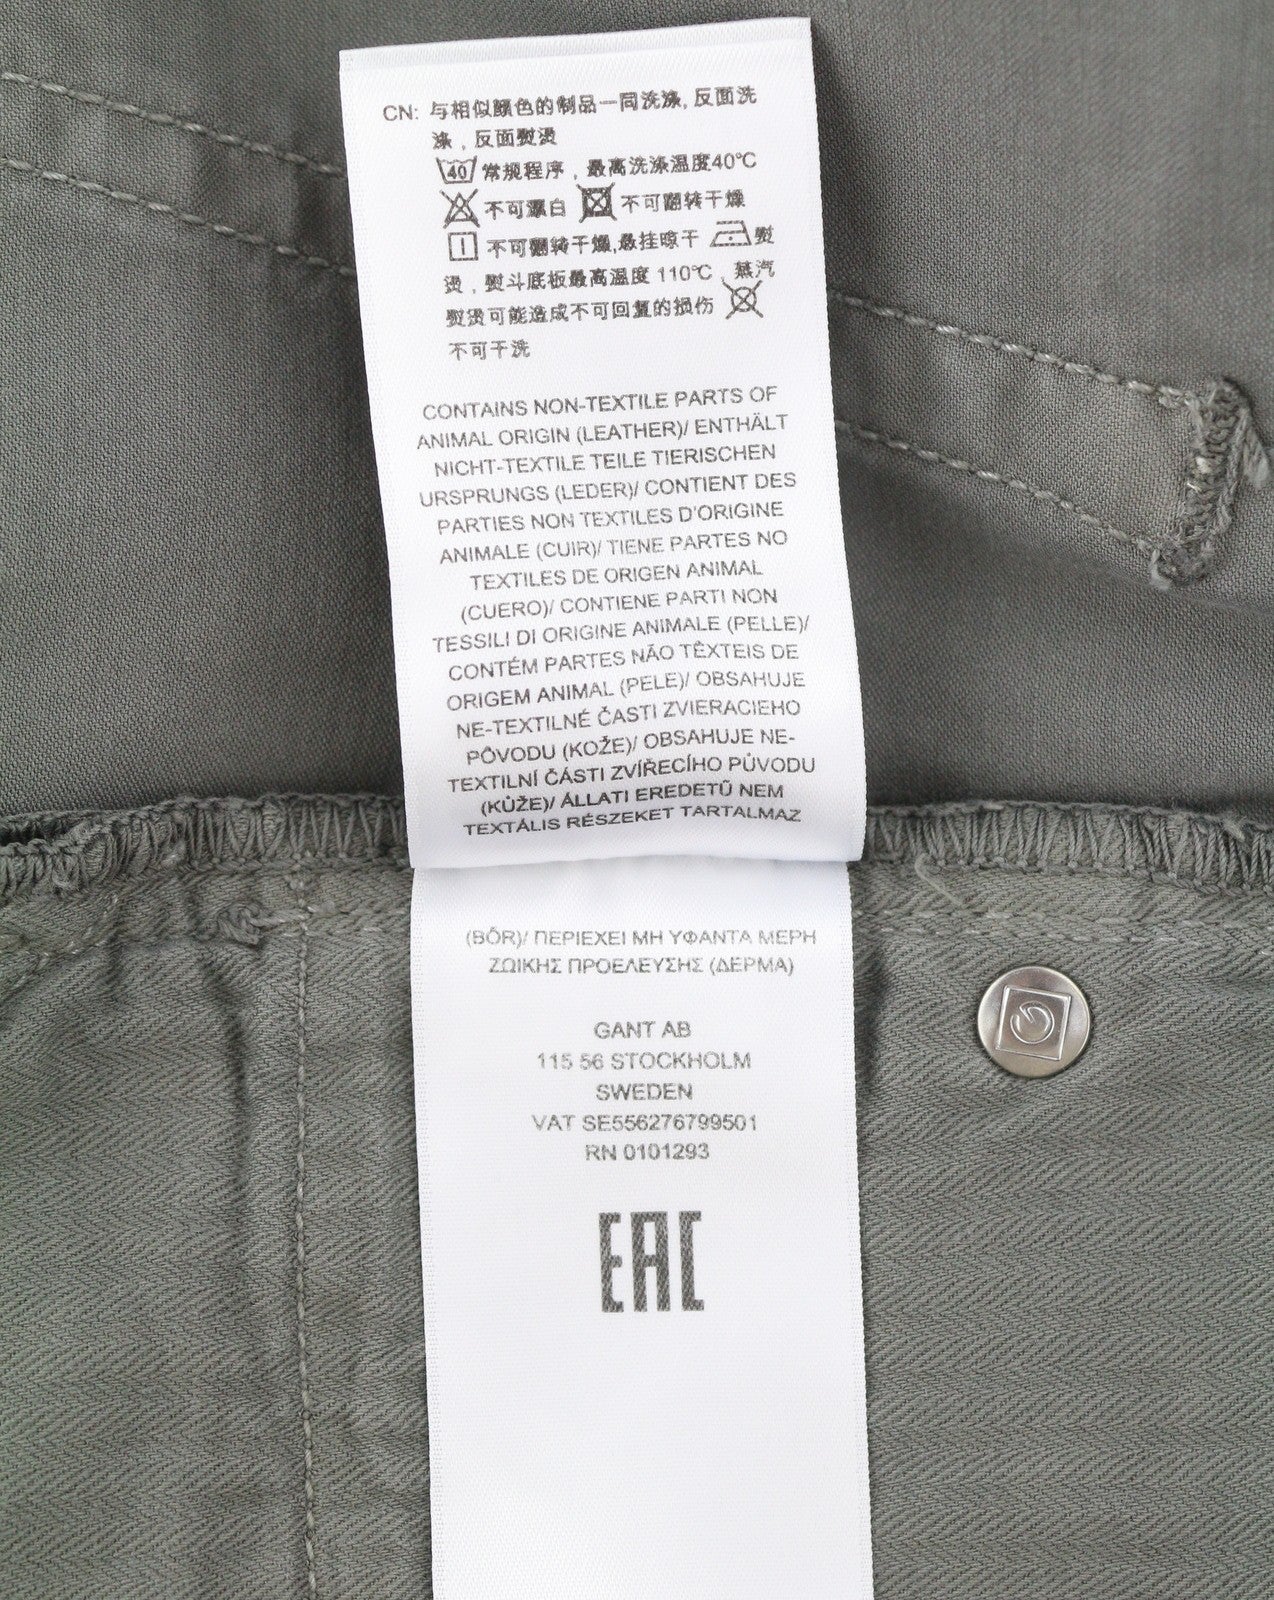 CN: 与相似颜色的制品一同洗涤, 反面洗
涤，反面熨烫
40 常规程序，最高洗涤温度40℃
不可漂白 不可翻转干燥
不可翻转干燥,悬挂晾干 熨
烫，熨斗底板最高温度 110℃，蒸汽
熨烫可能造成不可回复的损伤
不可干洗
CONTAINS NON-TEXTILE PARTS OF
ANIMAL ORIGIN (LEATHER)/ ENTHÄLT
NICHT-TEXTILE TEILE TIERISCHEN
URSPRUNGS (LEDER)/ CONTIENT DES
PARTIES NON TEXTILES D'ORIGINE
ANIMALE (CUIR)/ TIENE PARTES NO
TEXTILES DE ORIGEN ANIMAL
(CUERO)/ CONTIENE PARTI NON
TESSILI DI ORIGINE ANIMALE (PELLE)/
CONTÉM PARTES NÃO TÊXTEIS DE
ORIGEM ANIMAL (PELE)/ OBSAHUJE
NE-TEXTILNÉ ČASTI ZVIERACIEHO
PÔVODU (KOŽE)/ OBSAHUJE NE-
TEXTILNÍ ČÁSTI ZVÍŘECÍHO PŮVODU
(KŮŽE)/ ÁLLATI EREDETŰ NEM
TEXTÁLIS RÉSZEKET TARTALMAZ
(BŐR)/ ΠΕΡΙΕΧΕΙ ΜΗ ΥΦΑΝΤΑ ΜΕΡΗ
ΖΩΙΚΗΣ ΠΡΟΕΛΕΥΣΗΣ (ΔΕΡΜΑ)
GANT AB
115 56 STOCKHOLM
SWEDEN
VAT SE556276799501
RN 0101293
EAC
G